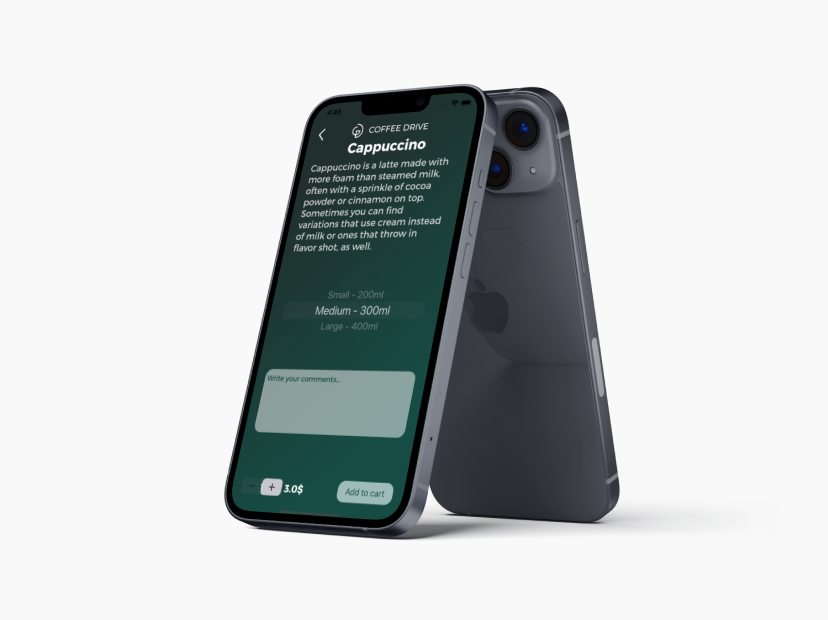 4:43
COFFEE DRIVE
Cappuccino
Cappuccino is a latte made with
more foam than steamed milk.
often with a sprinkle of cocoa
powder or cinnamon on top.
Sometimes you can find
variations that use cream instead
of milk or ones that throw in
flavor shot, as well.
Small - 200ml
Medium - 300ml
Large - 400ml
Write your comments...
- + 3.0$
Add to cart